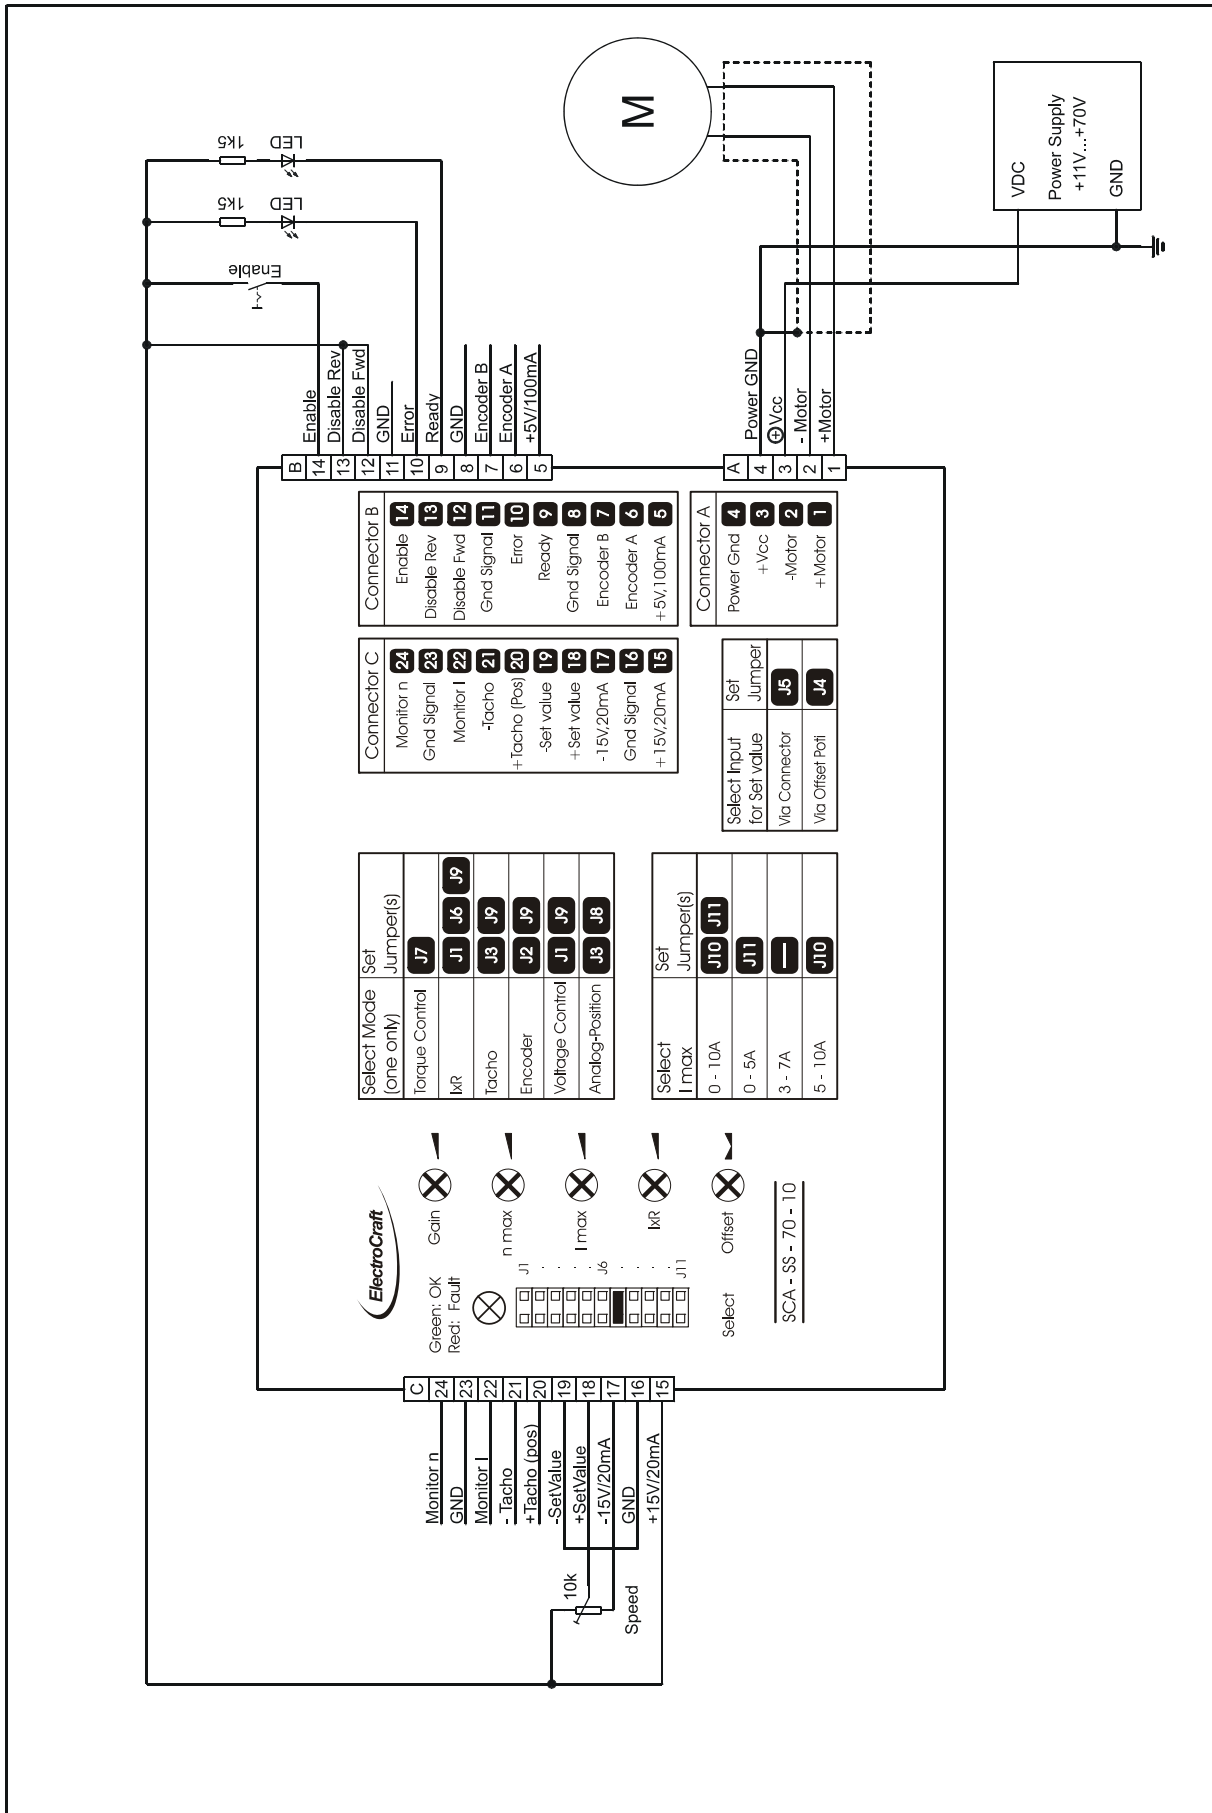 1k5
LED
1k5
LED
Enable
M
Power Supply
+11V...+70V
VDC
GND
Enable
Disable Rev
Disable Fwd
GND
Error
Ready
GND
Encoder B
Encoder A
+5V/100mA
Power GND
+Vcc
- Motor
+Motor
B
14
13
12
11
10
9
8
7
6
5
A
4
3
2
1
Connector B
Enable 14
Disable Rev 13
Disable Fwd 12
Gnd Signal 11
Error 10
Ready 9
Gnd Signal 8
Encoder B 7
Encoder A 6
+5V,100mA 5
Connector A
Power Gnd 4
+Vcc 3
-Motor 2
+Motor 1
Connector C
Monitor n 24
Gnd Signal 23
Monitor I 22
-Tacho 21
+Tacho (Pos) 20
-Set value 19
+Set value 18
-15V,20mA 17
Gnd Signal 16
+15V,20mA 15
Select Input
for Set value
Set
Jumper
Via Connector J5
Via Offset Poti J4
Select Mode
(one only)
Set
Jumper(s)
Torque Control J7
IxR J1 J6 J9
Tacho J3 J9
Encoder J2 J9
Voltage Control J1 J9
Analog-Position J3 J8
Select
I max
Set
Jumper(s)
0 - 10A J10 J11
0 - 5A J11
3 - 7A —
5 - 10A J10
ElectroCraft
Green: OK
Red: Fault
Gain
n max
I max
IxR
Offset
J1
J6
J11
Select
SCA - SS - 70 - 10
C
24
23
22
21
20
19
18
17
16
15
Monitor n
GND
Monitor I
- Tacho
+Tacho (pos)
-SetValue
+SetValue
-15V/20mA
GND
+15V/20mA
10k
Speed